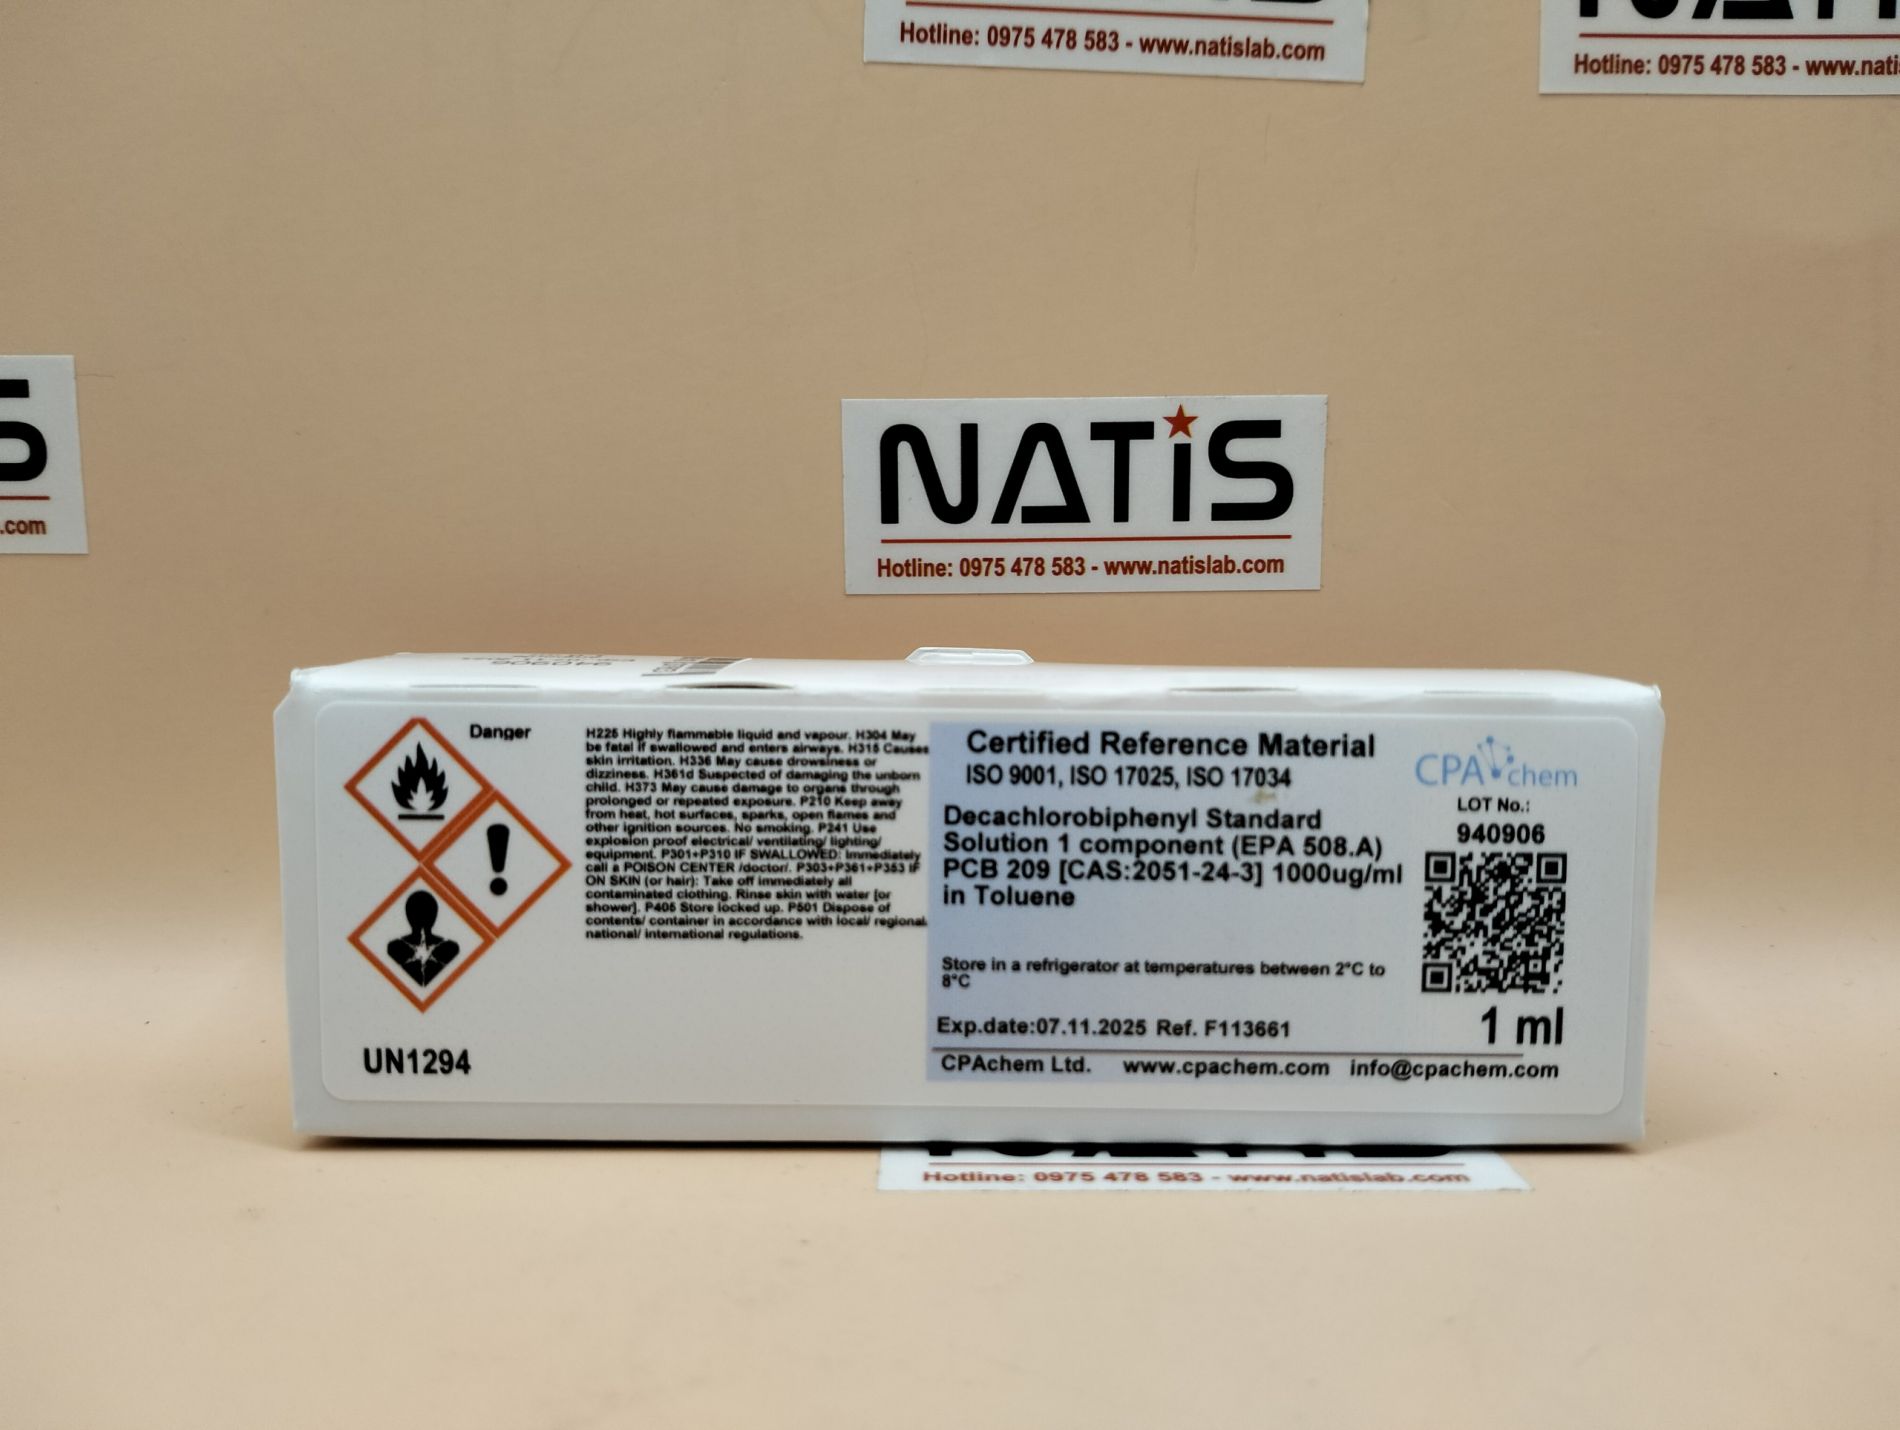 Hotline: 0975 478 583 - www.natislab.com
Hotline: 0975 478 583 - www.nati
S
.com
NATiS
Hotline: 0975 478 583 - www.natislab.com
940906
Danger
H225 Highly flammable liquid and vapour. H304 May
be fatal if swallowed and enters airways. H315 Causes
skin irritation. H336 May cause drowsiness or
dizziness. H361d Suspected of damaging the unborn
child. H373 May cause damage to organs through
prolonged or repeated exposure. P210 Keep away
from heat, hot surfaces, sparks, open flames and
other ignition sources. No smoking. P241 Use
explosion proof electrical/ ventilating/ lighting/
equipment. P301+P310 IF SWALLOWED: Immediately
call a POISON CENTER /doctor/. P303+P361+P353 IF
ON SKIN (or hair): Take off immediately all
contaminated clothing. Rinse skin with water [or
shower]. P405 Store locked up. P501 Dispose of
contents/ container in accordance with local/ regional/
national/ international regulations.
UN1294
Certified Reference Material
ISO 9001, ISO 17025, ISO 17034
Decachlorobiphenyl Standard
Solution 1 component (EPA 508.A)
PCB 209 [CAS:2051-24-3] 1000ug/ml
in Toluene
Store in a refrigerator at temperatures between 2°C to
8°C
Exp.date:07.11.2025 Ref. F113661
CPAchem
LOT No.:
940906
1 ml
CPAchem Ltd. www.cpachem.com info@cpachem.com
Hotline: 0975 478 583 - www.natislab.com